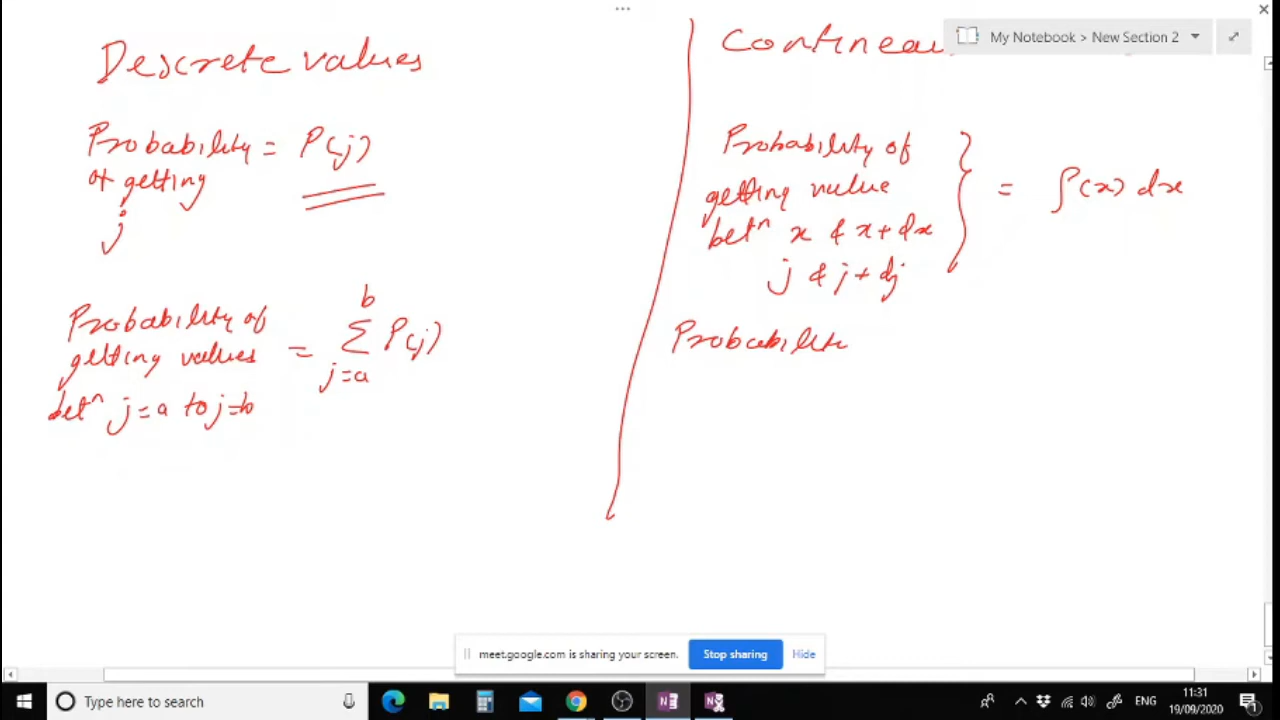 ...
My Notebook > New Section 2
Descrete values
Probability = P(j)
of getting
j
Probability of
getting values
betⁿ j=a to j=b
= b
Σ P(j)
j=a
Probability of
getting value
betⁿ x & x+dx
j & j+dj
} = ρ(x) dx
Probabilit
meet.google.com is sharing your screen.
Stop sharing
Hide
Type here to search
ENG
11:31
19/09/2020
1